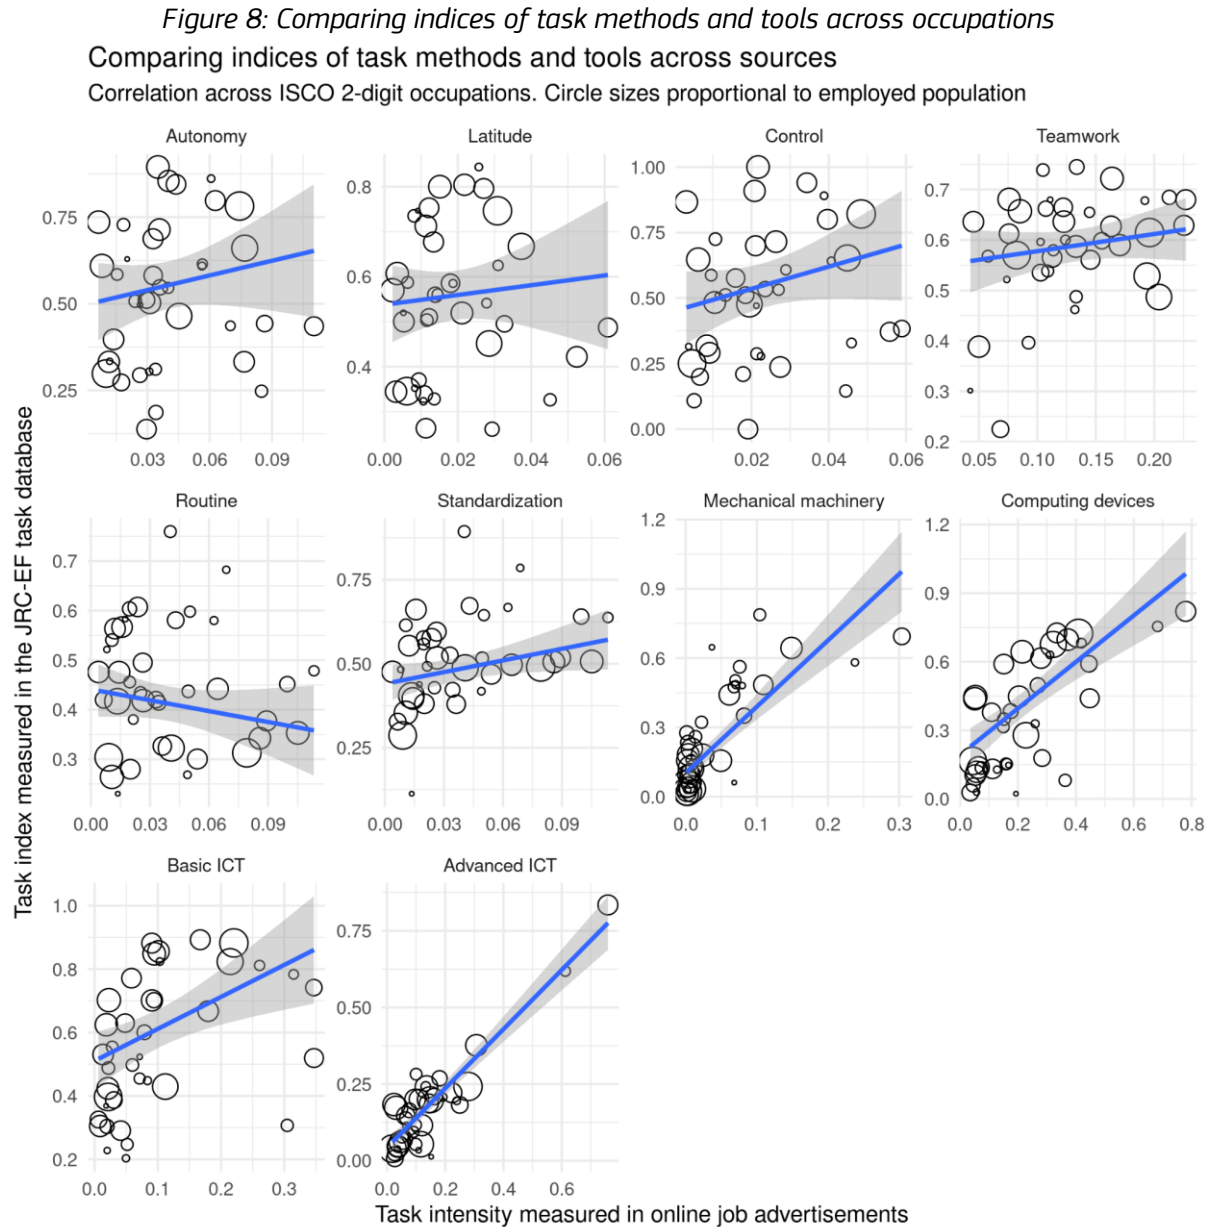 Figure 8: Comparing indices of task methods and tools across occupations
Comparing indices of task methods and tools across sources
Correlation across ISCO 2-digit occupations. Circle sizes proportional to employed population
Task index measured in the JRC-EF task database
Autonomy
0.75
0.50
0.25
0.03 0.06 0.09
Latitude
0.8
0.6
0.4
0.00 0.02 0.04 0.06
Control
1.00
0.75
0.50
0.25
0.00
0.02 0.04 0.06
Teamwork
0.7
0.6
0.5
0.4
0.3
0.2
0.05 0.10 0.15 0.20
Routine
0.7
0.6
0.5
0.4
0.3
0.00 0.03 0.06 0.09
Standardization
0.75
0.50
0.25
0.00 0.03 0.06 0.09
Mechanical machinery
1.2
0.9
0.6
0.3
0.0
0.0 0.1 0.2 0.3
Computing devices
1.2
0.9
0.6
0.3
0.0
0.0 0.2 0.4 0.6 0.8
Basic ICT
1.0
0.8
0.6
0.4
0.2
0.0 0.1 0.2 0.3
Advanced ICT
0.75
0.50
0.25
0.00
0.0 0.2 0.4 0.6
Task intensity measured in online job advertisements